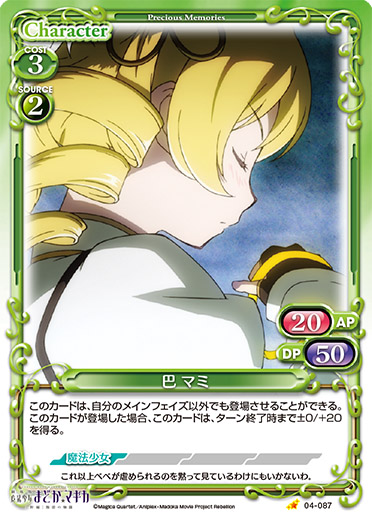 Precious Memories
Character
COST
3
SOURCE
2
20 AP
DP 50
巴 マミ
このカードは、自分のメインフェイズ以外でも登場させることができる。
このカードが登場した場合、このカードは、ターン終了時まで±0/+20
を得る。
魔法少女
これ以上べべが虐められるのを黙って見ているわけにもいかないわ。
まどか☆マギカ
©Magica Quartet/Aniplex・Madoka Movie Project Rebellion
04-087